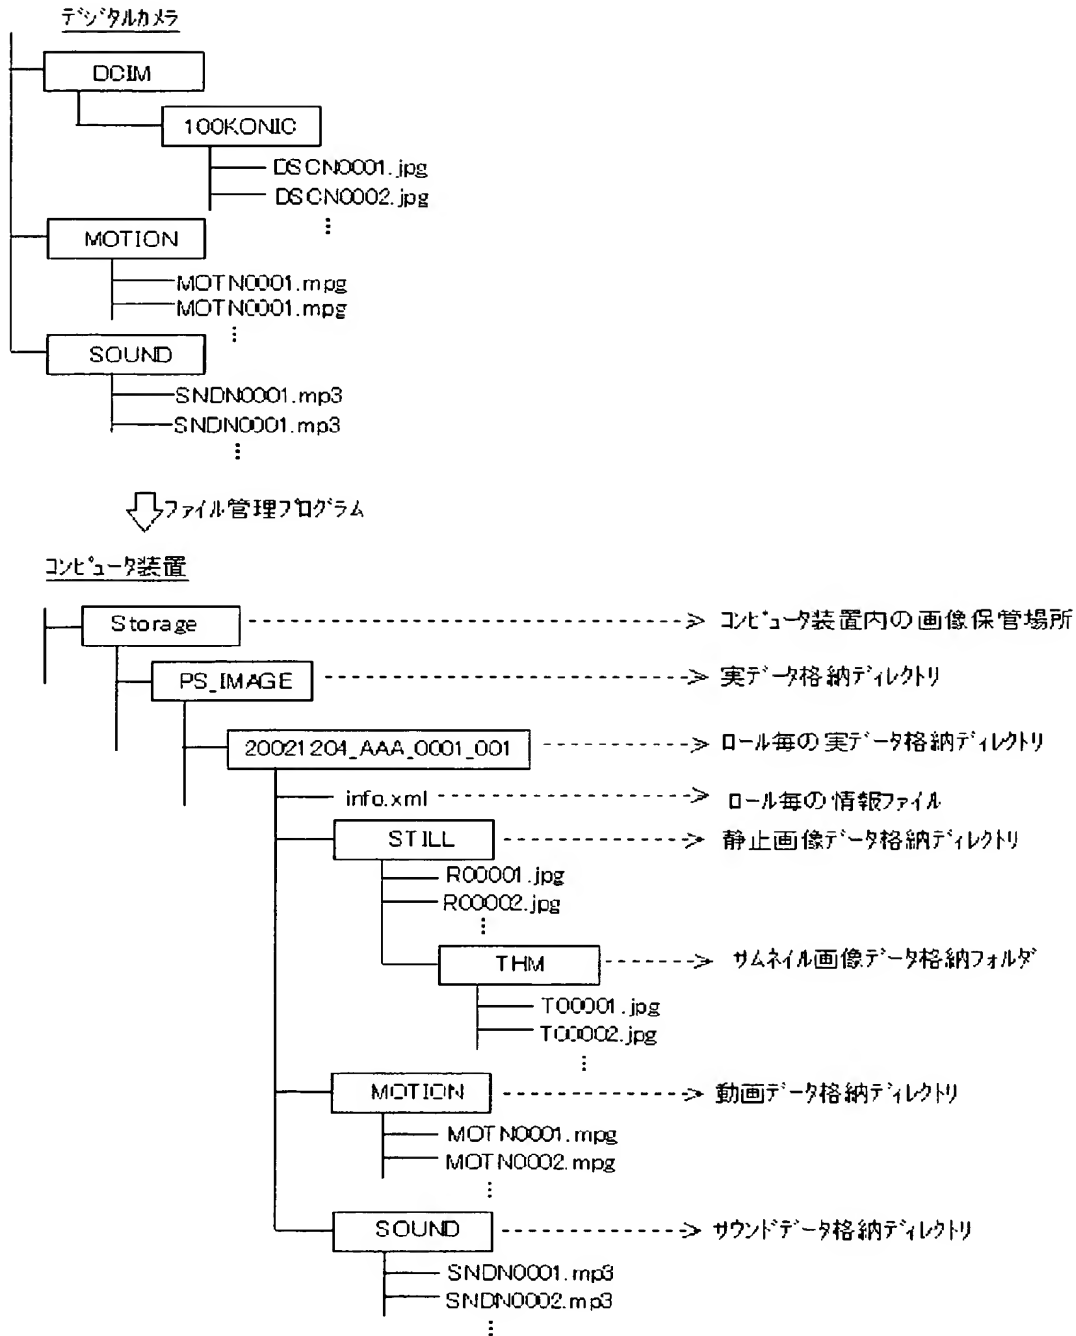 デジタルカメラ
DCIM
100KONIC
DSCN0001.jpg
DSCN0002.jpg
⋮
MOTION
MOTN0001.mpg
MOTN0001.mpg
⋮
SOUND
SNDN0001.mp3
SNDN0001.mp3
⋮
ファイル管理プログラム
コンピュータ装置
Storage
コンピュータ装置内の画像保管場所
PS_IMAGE
実データ格納ディレクトリ
20021204_AAA_0001_001
ロール毎の実データ格納ディレクトリ
info.xml
ロール毎の情報ファイル
STILL
静止画像データ格納ディレクトリ
R00001.jpg
R00002.jpg
⋮
THM
サムネイル画像データ格納フォルダ
T00001.jpg
T00002.jpg
⋮
MOTION
動画データ格納ディレクトリ
MOTN0001.mpg
MOTN0002.mpg
⋮
SOUND
サウンドデータ格納ディレクトリ
SNDN0001.mp3
SNDN0002.mp3
⋮